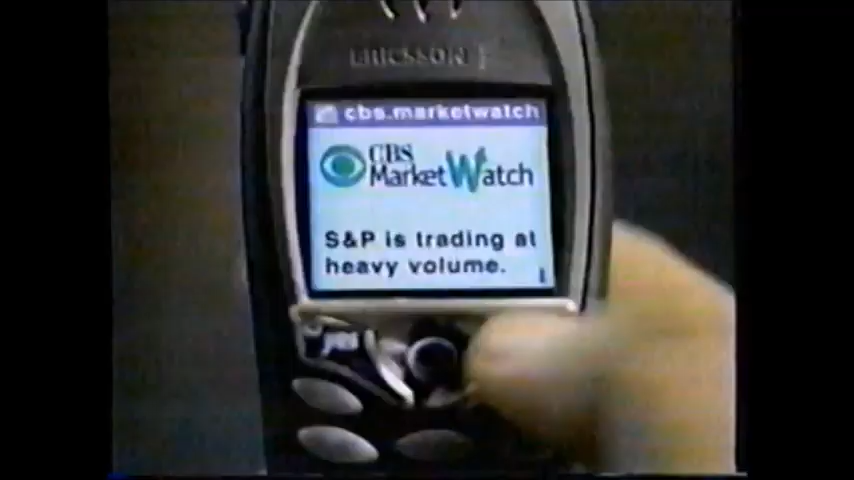 ERICSSON
cbs.marketwatch
CBS
MarketWatch
S&P is trading at
heavy volume.